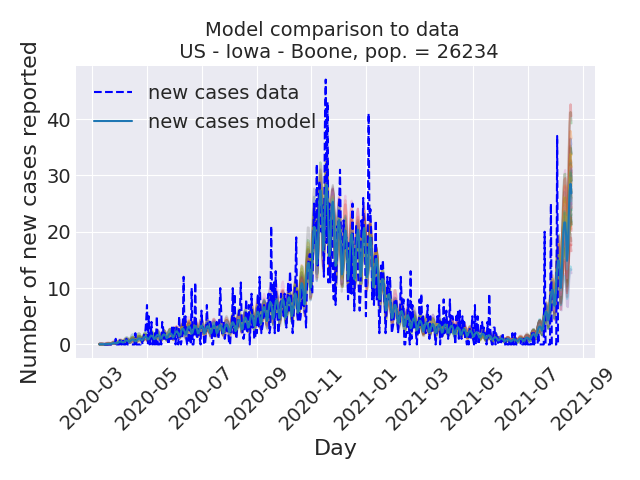 Model comparison to data
US - Iowa - Boone, pop. = 26234
Number of new cases reported
new cases data
new cases model
40
30
20
10
0
2020-03
2020-05
2020-07
2020-09
2020-11
2021-01
2021-03
2021-05
2021-07
2021-09
Day